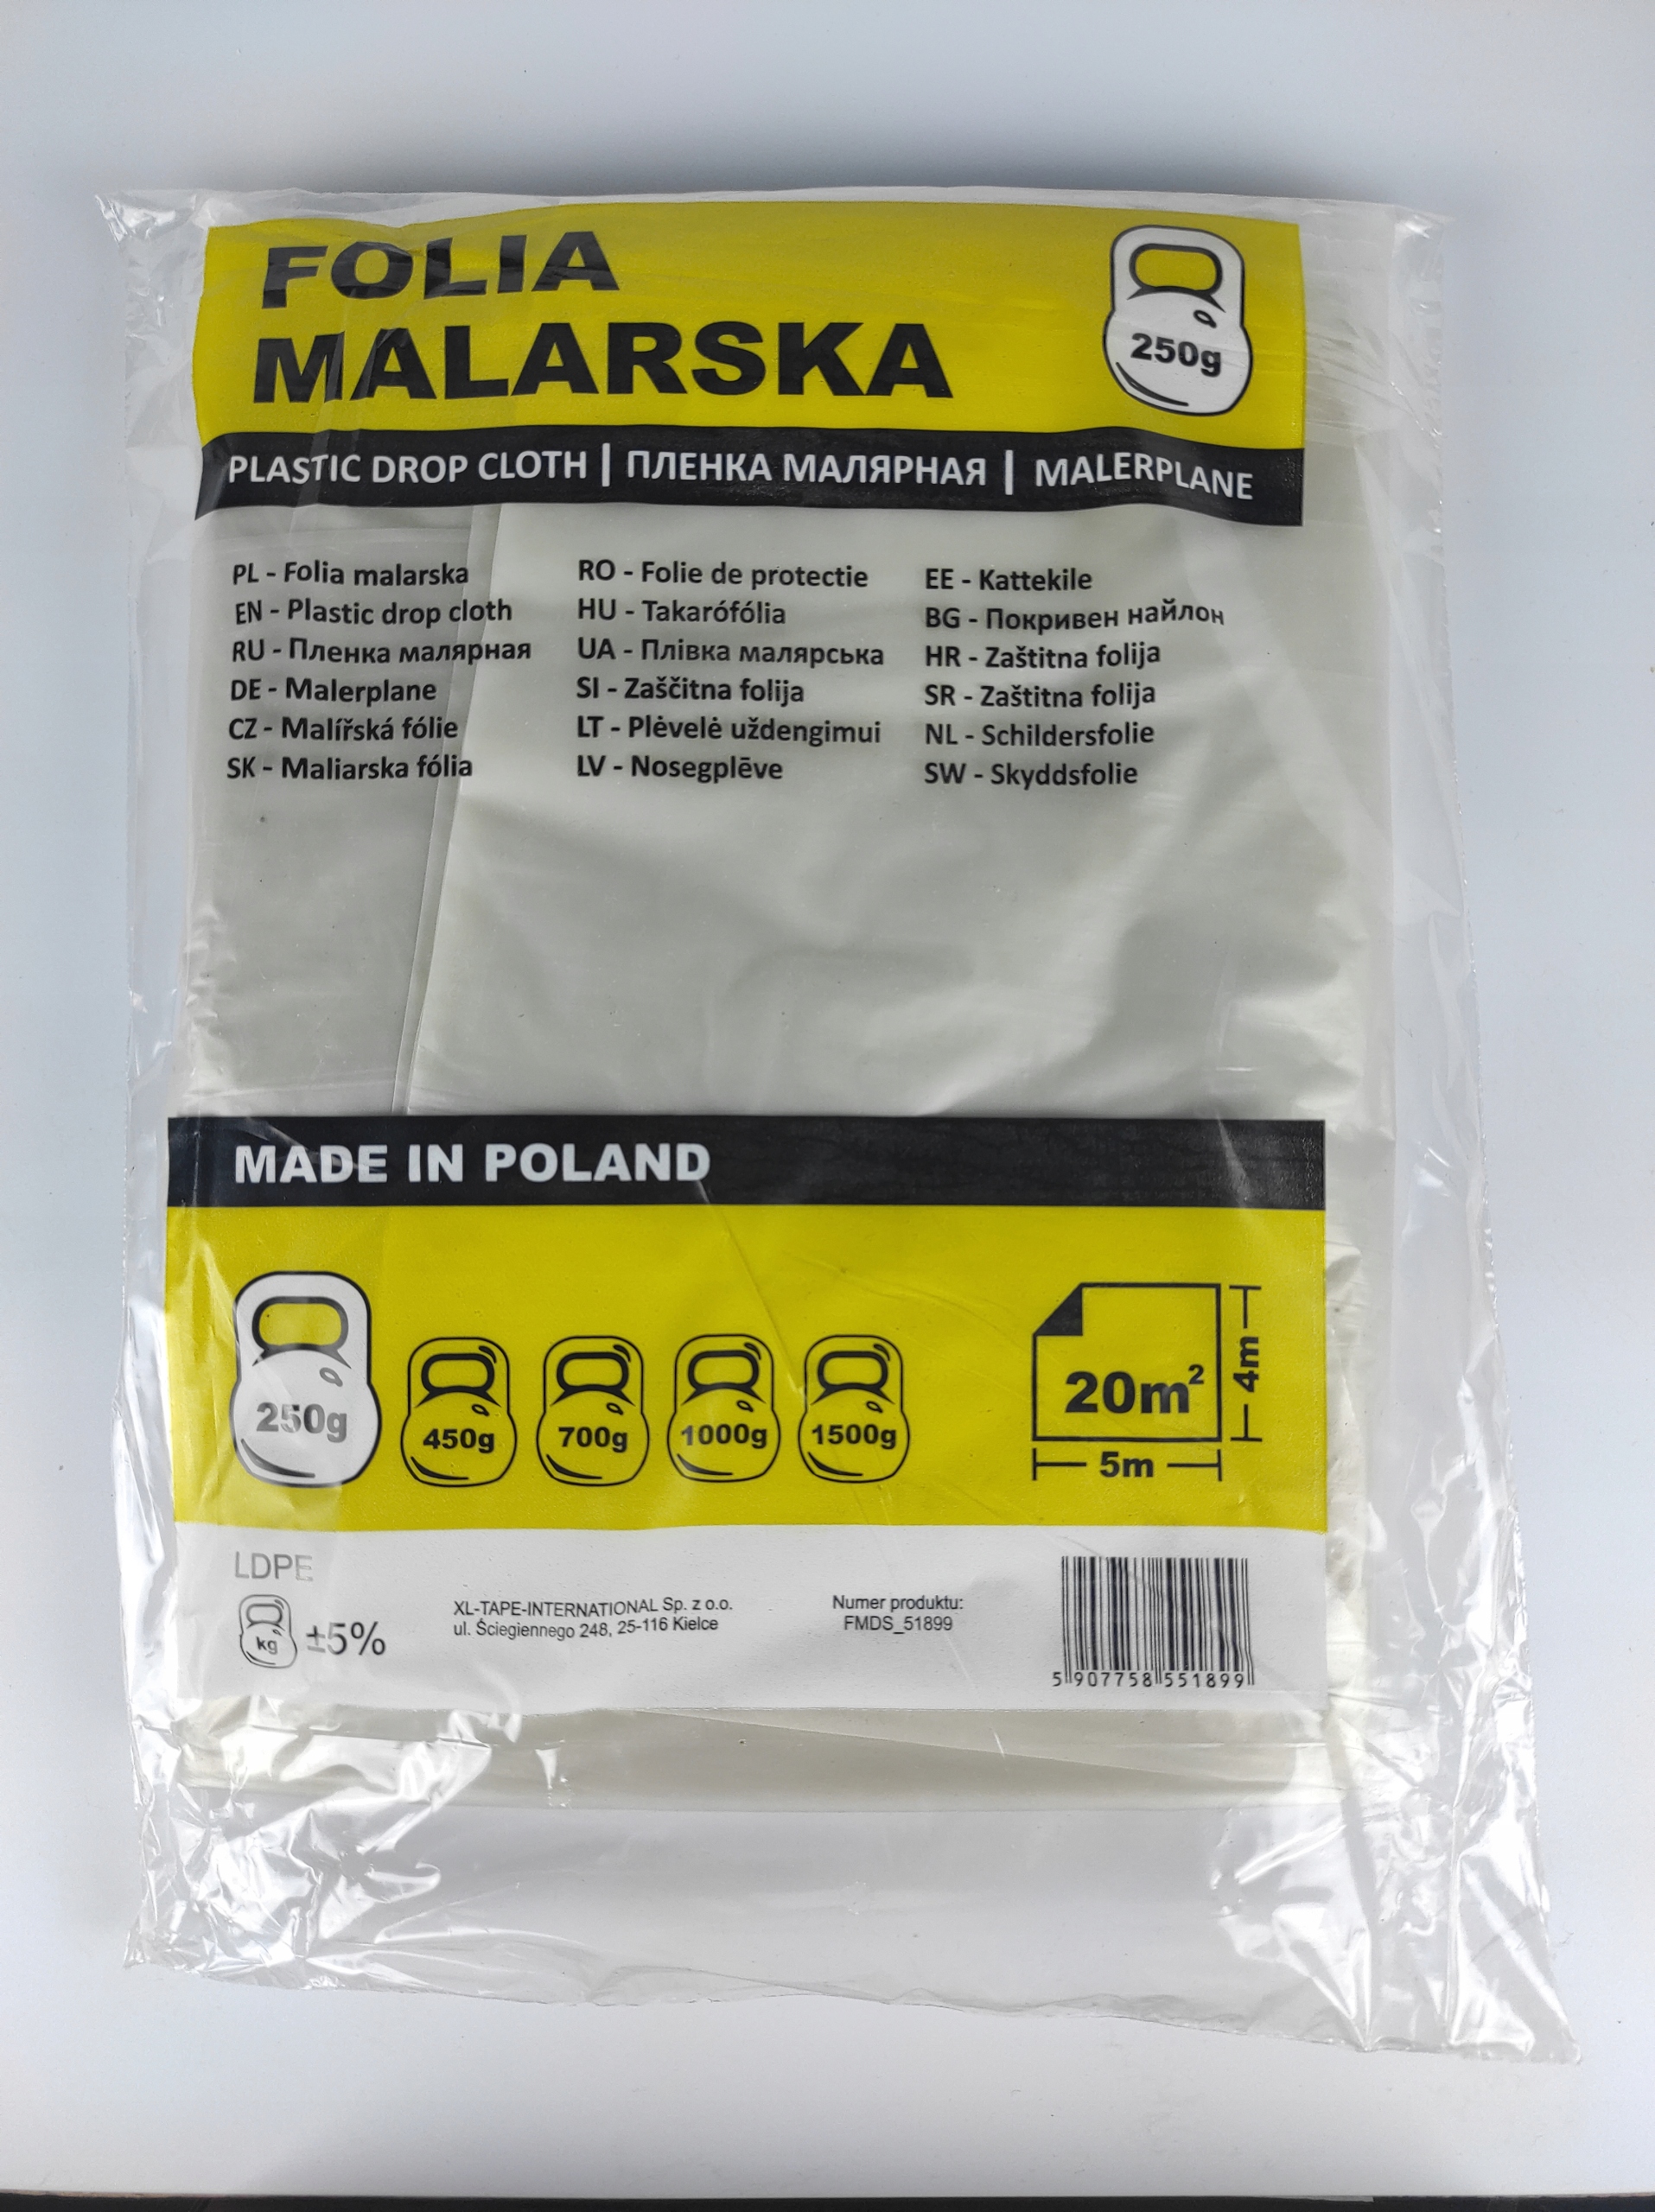 FOLIA
MALARSKA
250g
PLASTIC DROP CLOTH | ПЛЕНКА МАЛЯРНАЯ | MALERPLANE
PL - Folia malarska
EN - Plastic drop cloth
RU - Пленка малярная
DE - Malerplane
CZ - Malířská fólie
SK - Maliarska fólia
RO - Folie de protectie
HU - Takarófólia
UA - Плівка малярська
SI - Zaščitna folija
LT - Plėvelė uždengimui
LV - Nosegplēve
EE - Kattekile
BG - Покривен найлон
HR - Zaštitna folija
SR - Zaštitna folija
NL - Schildersfolie
SW - Skyddsfolie
MADE IN POLAND
250g
450g
700g
1000g
1500g
20m²
4m
5m
LDPE
kg ±5%
XL-TAPE-INTERNATIONAL Sp. z o.o.
ul. Ściegiennego 248, 25-116 Kielce
Numer produktu:
FMDS_51899
5 907758 551899